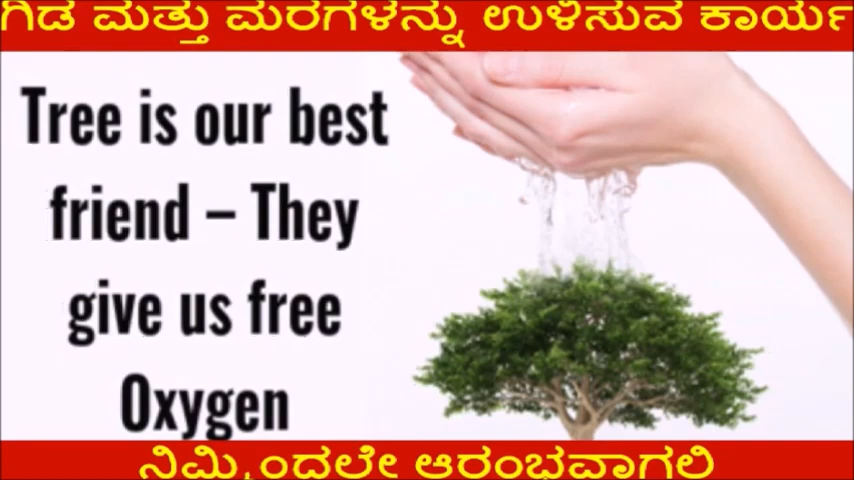 ಗಿಡ ಮತ್ತು ಮರಗಳನ್ನು ಉಳಿಸುವ ಕಾರ್ಯ
Tree is our best
friend – They
give us free
Oxygen
ನಿಮ್ಮಿಂದಲೇ ಆರಂಭವಾಗಲಿ